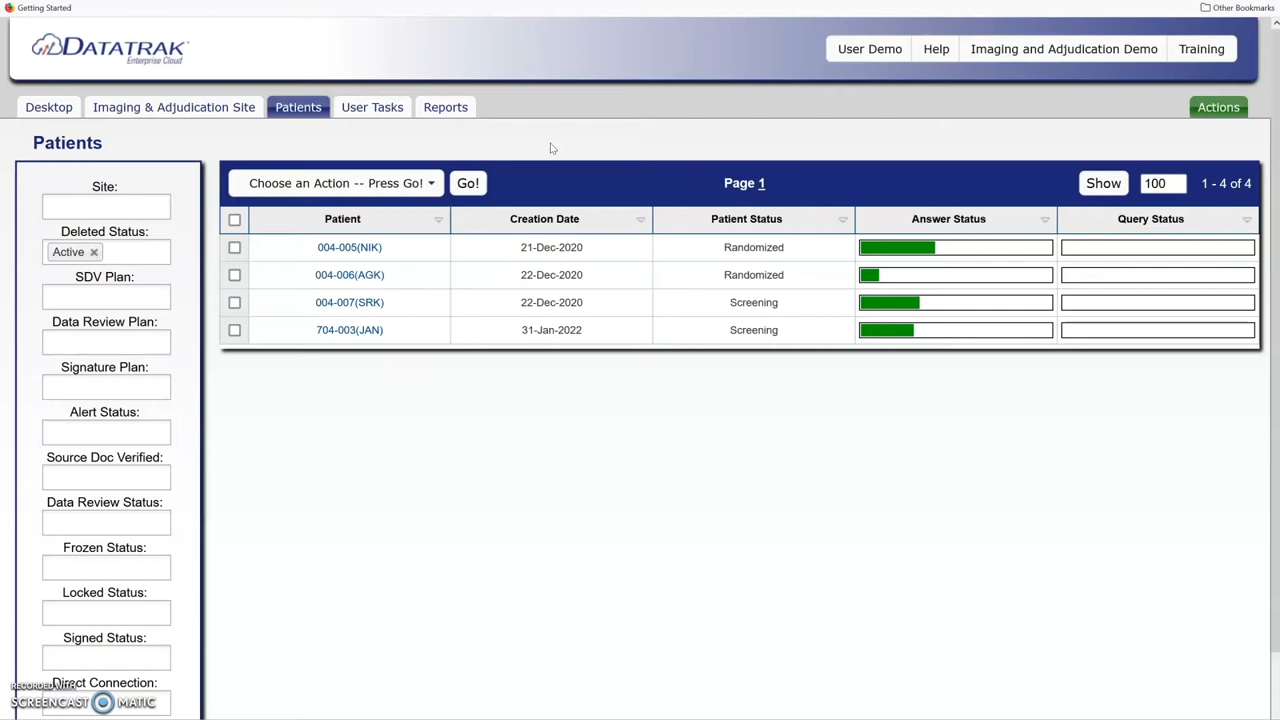 Getting Started
Other Bookmarks
DATATRAK
Enterprise Cloud
User Demo Help Imaging and Adjudication Demo Training
Desktop Imaging & Adjudication Site Patients User Tasks Reports Actions
Patients
Site:
Deleted Status:
Active ×
SDV Plan:
Data Review Plan:
Signature Plan:
Alert Status:
Source Doc Verified:
Data Review Status:
Frozen Status:
Locked Status:
Signed Status:
Direct Connection:
Choose an Action -- Press Go! Go! Page 1 Show 100 1 - 4 of 4
Patient Creation Date Patient Status Answer Status Query Status
004-005(NIK) 21-Dec-2020 Randomized
004-006(AGK) 22-Dec-2020 Randomized
004-007(SRK) 22-Dec-2020 Screening
704-003(JAN) 31-Jan-2022 Screening
RECORDED WITH
SCREENCAST MATIC